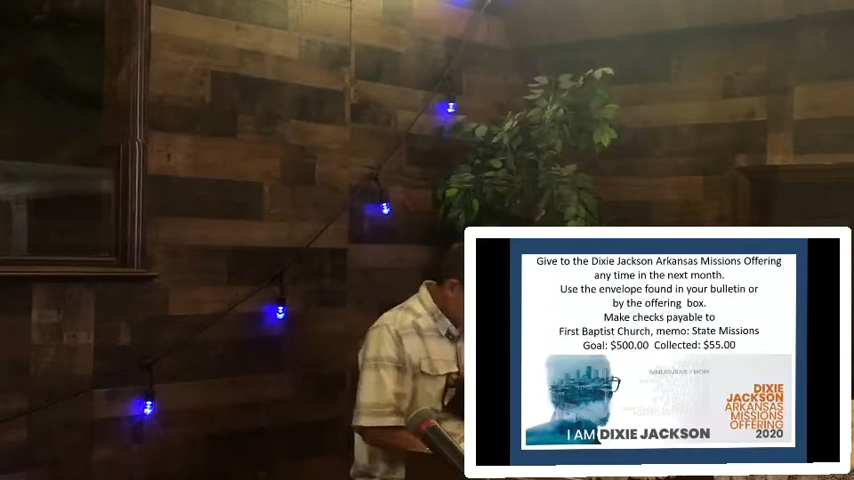 Give to the Dixie Jackson Arkansas Missions Offering
any time in the next month.
Use the envelope found in your bulletin or
by the offering box.
Make checks payable to
First Baptist Church, memo: State Missions
Goal: $500.00 Collected: $55.00
IMMEASURABLY MORE
I AM DIXIE JACKSON
DIXIE
JACKSON
ARKANSAS
MISSIONS
OFFERING
2020